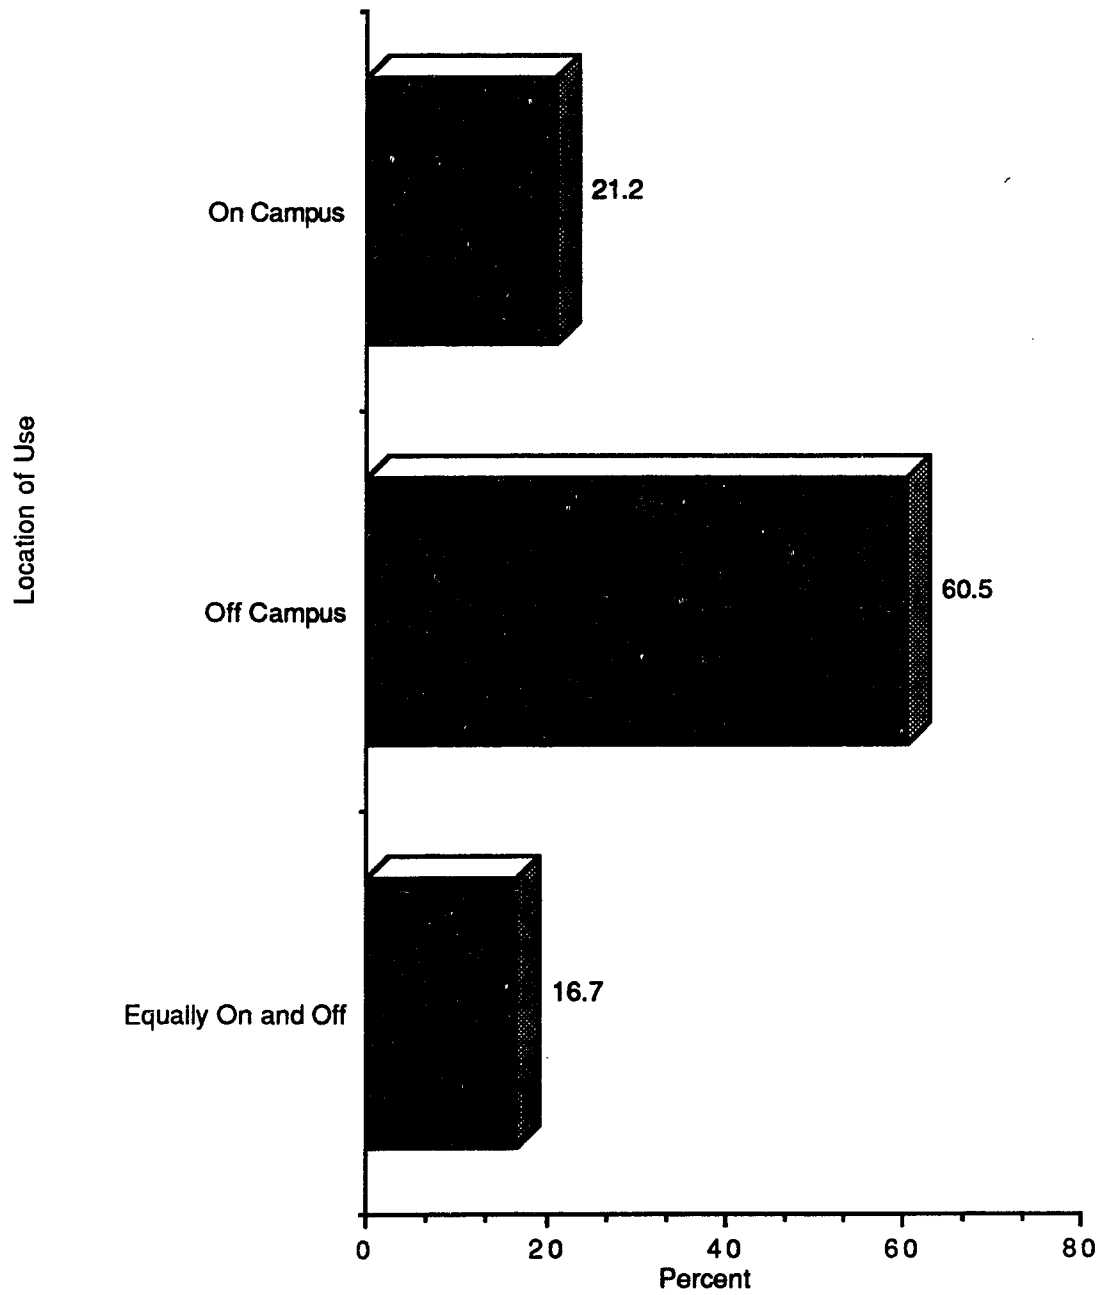 Location of Use
On Campus
21.2
Off Campus
60.5
Equally On and Off
16.7
0 20 40 60 80
Percent